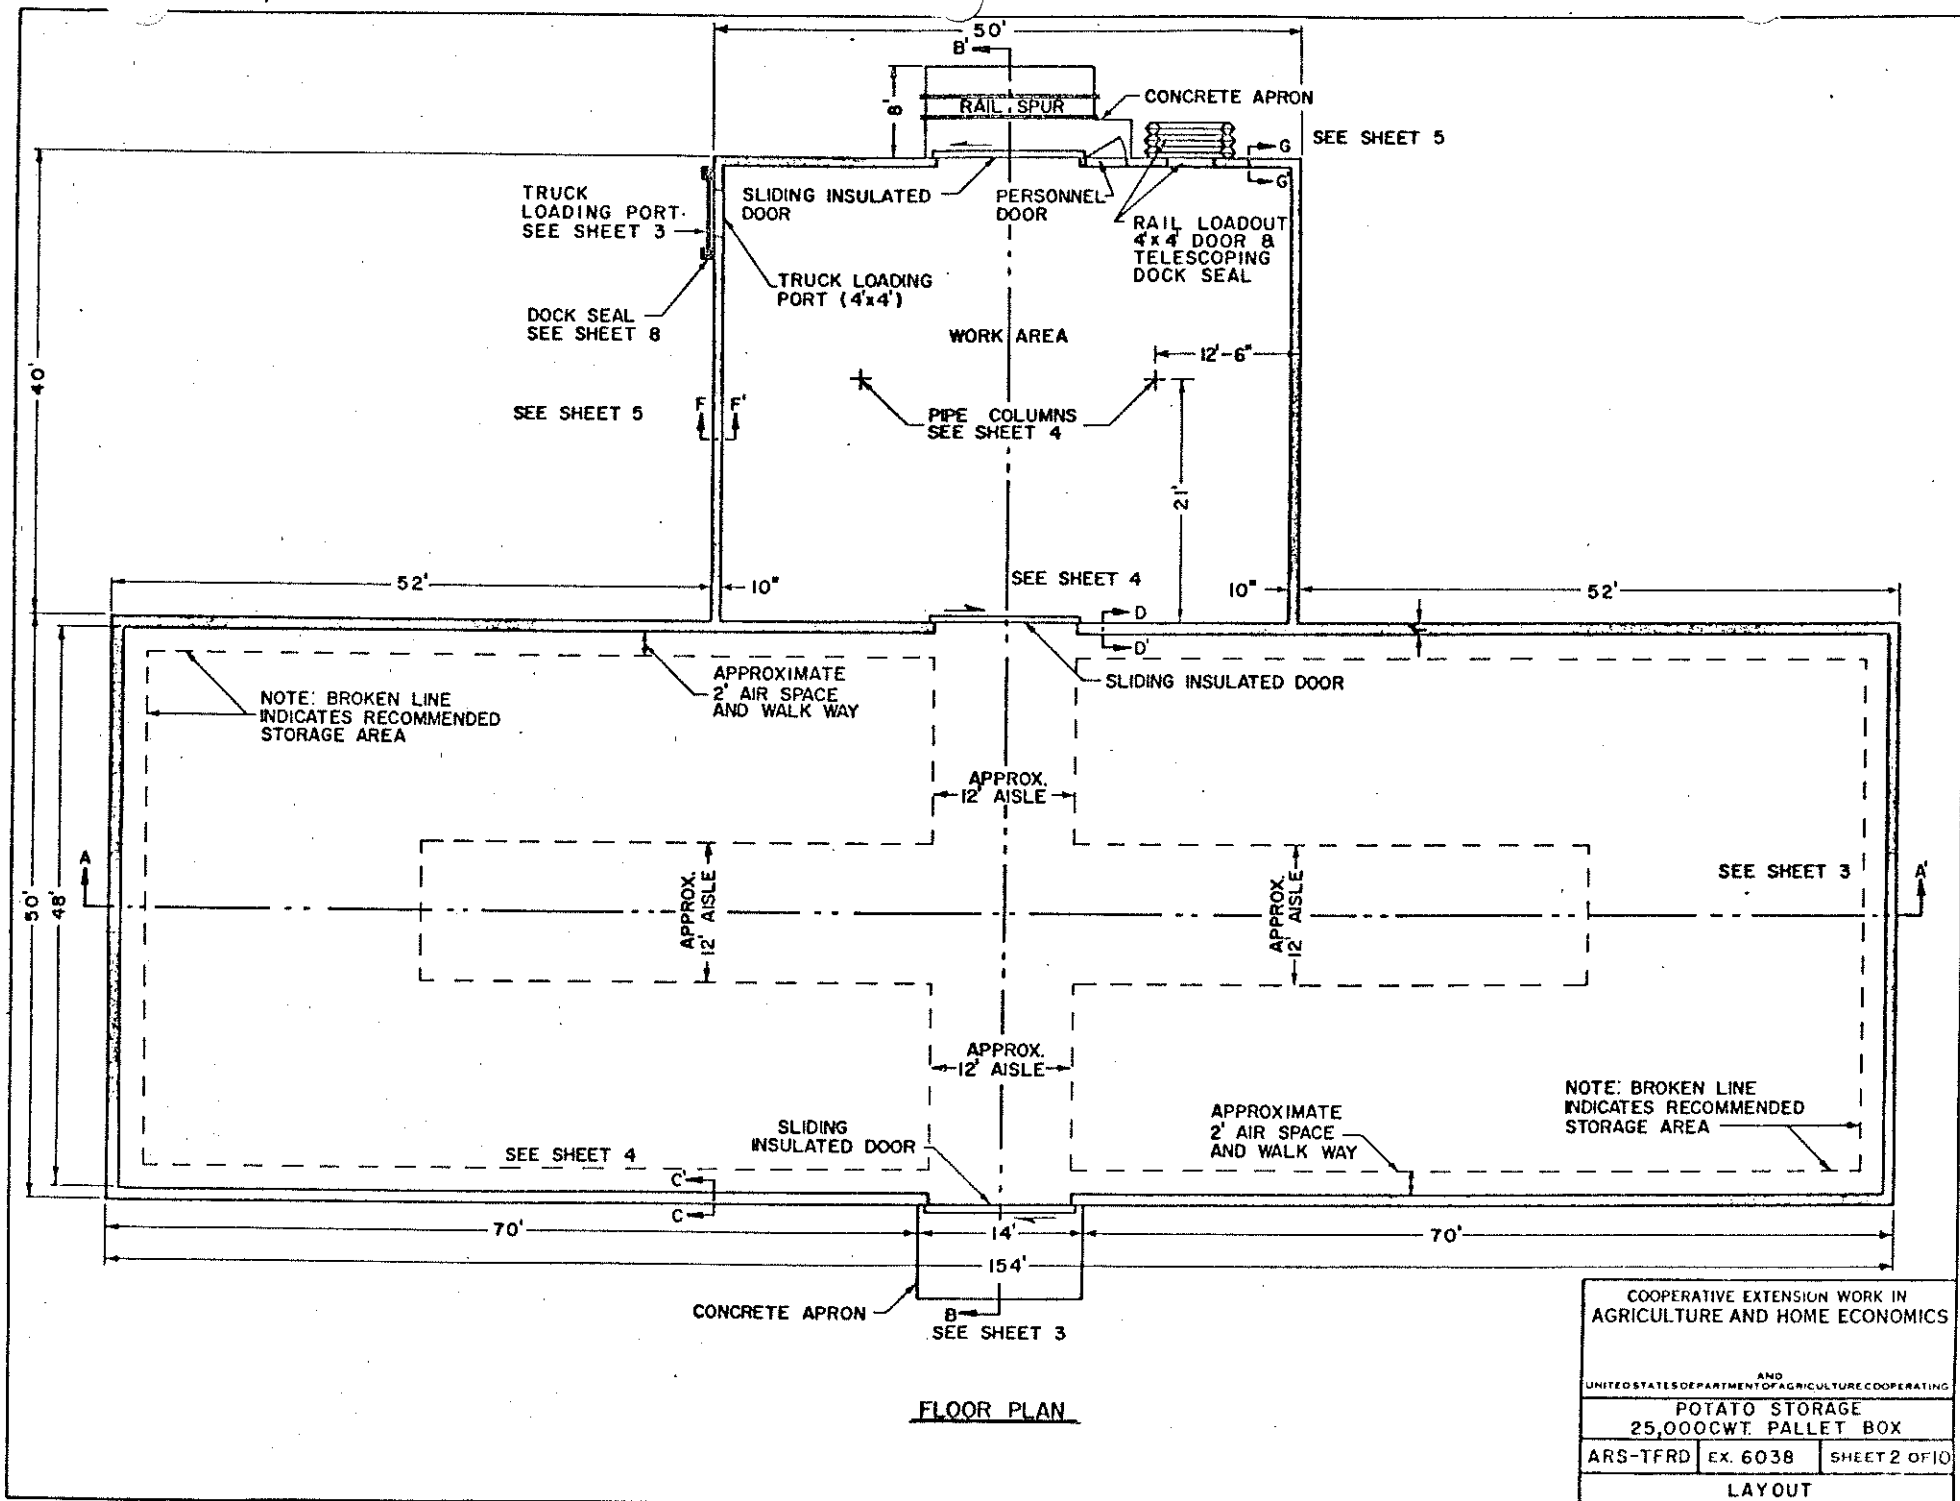 50'
B'
8'
RAIL SPUR
CONCRETE APRON
SEE SHEET 5
G
G'
TRUCK
LOADING PORT
SEE SHEET 3
SLIDING INSULATED
DOOR
PERSONNEL
DOOR
RAIL LOADOUT
4'x 4' DOOR &
TELESCOPING
DOCK SEAL
TRUCK LOADING
PORT (4'x4')
DOCK SEAL
SEE SHEET 8
WORK AREA
12'-6"
40'
SEE SHEET 5
F
F'
PIPE COLUMNS
SEE SHEET 4
21'
52'
10"
SEE SHEET 4
10"
52'
D
D'
1'
APPROXIMATE
2' AIR SPACE
AND WALK WAY
SLIDING INSULATED DOOR
NOTE: BROKEN LINE
INDICATES RECOMMENDED
STORAGE AREA
APPROX.
12' AISLE
A
50'
48'
APPROX.
12' AISLE
APPROX.
12' AISLE
SEE SHEET 3
A'
APPROX.
12' AISLE
NOTE: BROKEN LINE
INDICATES RECOMMENDED
STORAGE AREA
APPROXIMATE
2' AIR SPACE
AND WALK WAY
SLIDING
INSULATED DOOR
SEE SHEET 4
C'
C
70'
14'
70'
154'
CONCRETE APRON
B
SEE SHEET 3
FLOOR PLAN
COOPERATIVE EXTENSION WORK IN
AGRICULTURE AND HOME ECONOMICS
AND
UNITED STATES DEPARTMENT OF AGRICULTURE COOPERATING
POTATO STORAGE
25,000CWT. PALLET BOX
ARS-TFRD EX. 6038 SHEET 2 OF 10
LAYOUT